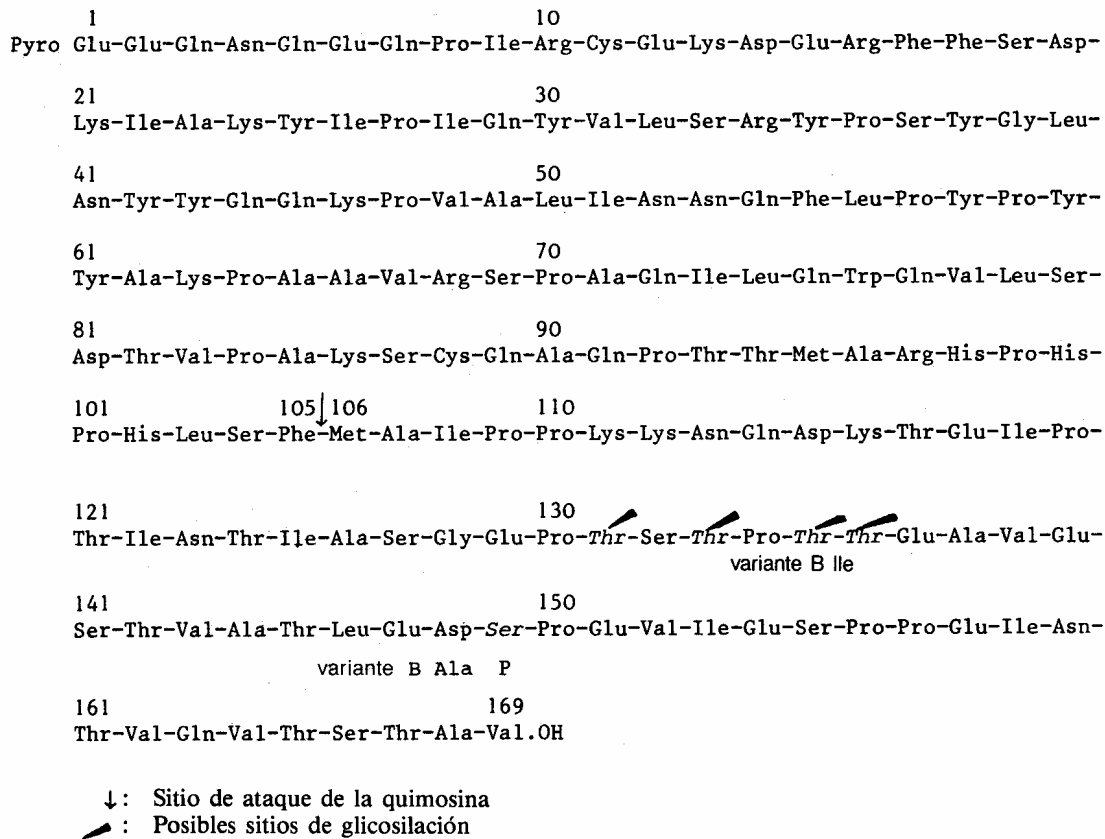 1 10
Pyro Glu-Glu-Gln-Asn-Gln-Glu-Gln-Pro-Ile-Arg-Cys-Glu-Lys-Asp-Glu-Arg-Phe-Phe-Ser-Asp-
21 30
Lys-Ile-Ala-Lys-Tyr-Ile-Pro-Ile-Gln-Tyr-Val-Leu-Ser-Arg-Tyr-Pro-Ser-Tyr-Gly-Leu-
41 50
Asn-Tyr-Tyr-Gln-Gln-Lys-Pro-Val-Ala-Leu-Ile-Asn-Asn-Gln-Phe-Leu-Pro-Tyr-Pro-Tyr-
61 70
Tyr-Ala-Lys-Pro-Ala-Ala-Val-Arg-Ser-Pro-Ala-Gln-Ile-Leu-Gln-Trp-Gln-Val-Leu-Ser-
81 90
Asp-Thr-Val-Pro-Ala-Lys-Ser-Cys-Gln-Ala-Gln-Pro-Thr-Thr-Met-Ala-Arg-His-Pro-His-
101 105↓106 110
Pro-His-Leu-Ser-Phe-Met-Ala-Ile-Pro-Pro-Lys-Lys-Asn-Gln-Asp-Lys-Thr-Glu-Ile-Pro-
121 130
Thr-Ile-Asn-Thr-Ile-Ala-Ser-Gly-Glu-Pro-Thr-Ser-Thr-Pro-Thr-Thr-Glu-Ala-Val-Glu-
variante B Ile
141 150
Ser-Thr-Val-Ala-Thr-Leu-Glu-Asp-Ser-Pro-Glu-Val-Ile-Glu-Ser-Pro-Pro-Glu-Ile-Asn-
variante B Ala P
161 169
Thr-Val-Gln-Val-Thr-Ser-Thr-Ala-Val.OH
↓: Sitio de ataque de la quimosina
: Posibles sitios de glicosilación